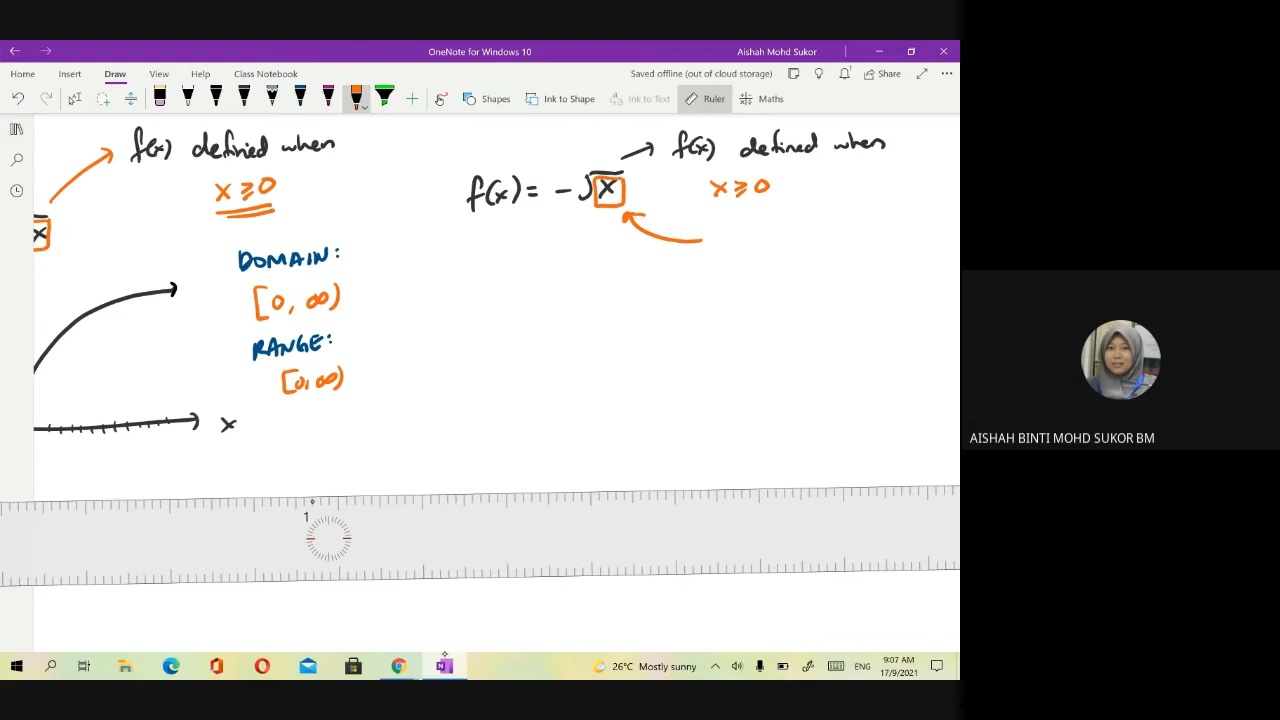 OneNote for Windows 10
Aishah Mohd Sukor
Home Insert Draw View Help Class Notebook
Saved offline (out of cloud storage)
Share
Shapes
Ink to Shape
Ink to Text
Ruler
Maths
f(x) defined when
x ≥ 0
x
DOMAIN:
[0, ∞)
RANGE:
[0, ∞)
x
f(x) = -√x
f(x) defined when
x ≥ 0
1
26°C Mostly sunny
ENG
9:07 AM
17/9/2021
AISHAH BINTI MOHD SUKOR BM